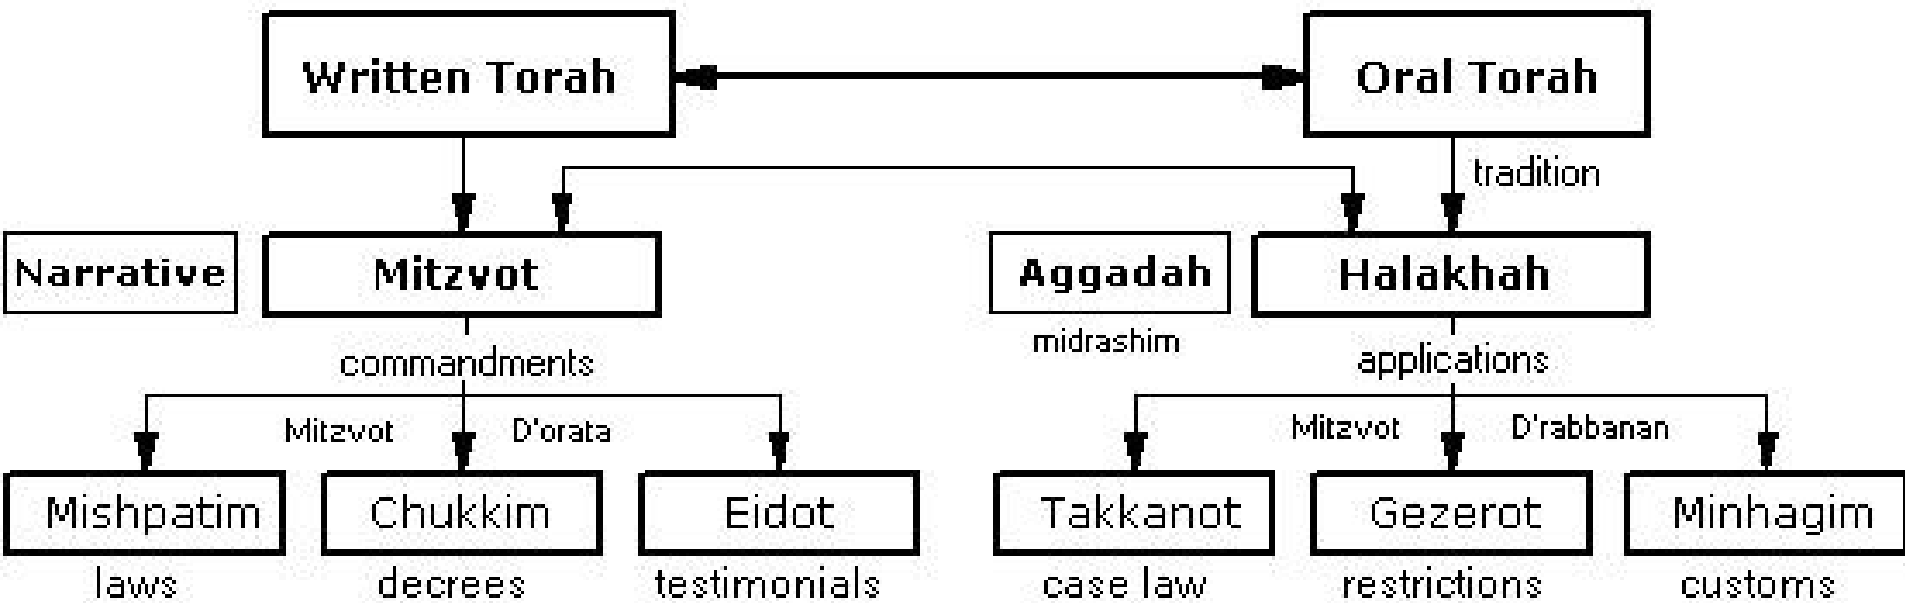 Written Torah
Oral Torah
tradition
Narrative
Mitzvot
Aggadah
Halakhah
midrashim
commandments
applications
Mitzvot D'orata
Mitzvot D'rabbanan
Mishpatim
Chukkim
Eidot
Takkanot
Gezerot
Minhagim
laws
decrees
testimonials
case law
restrictions
customs